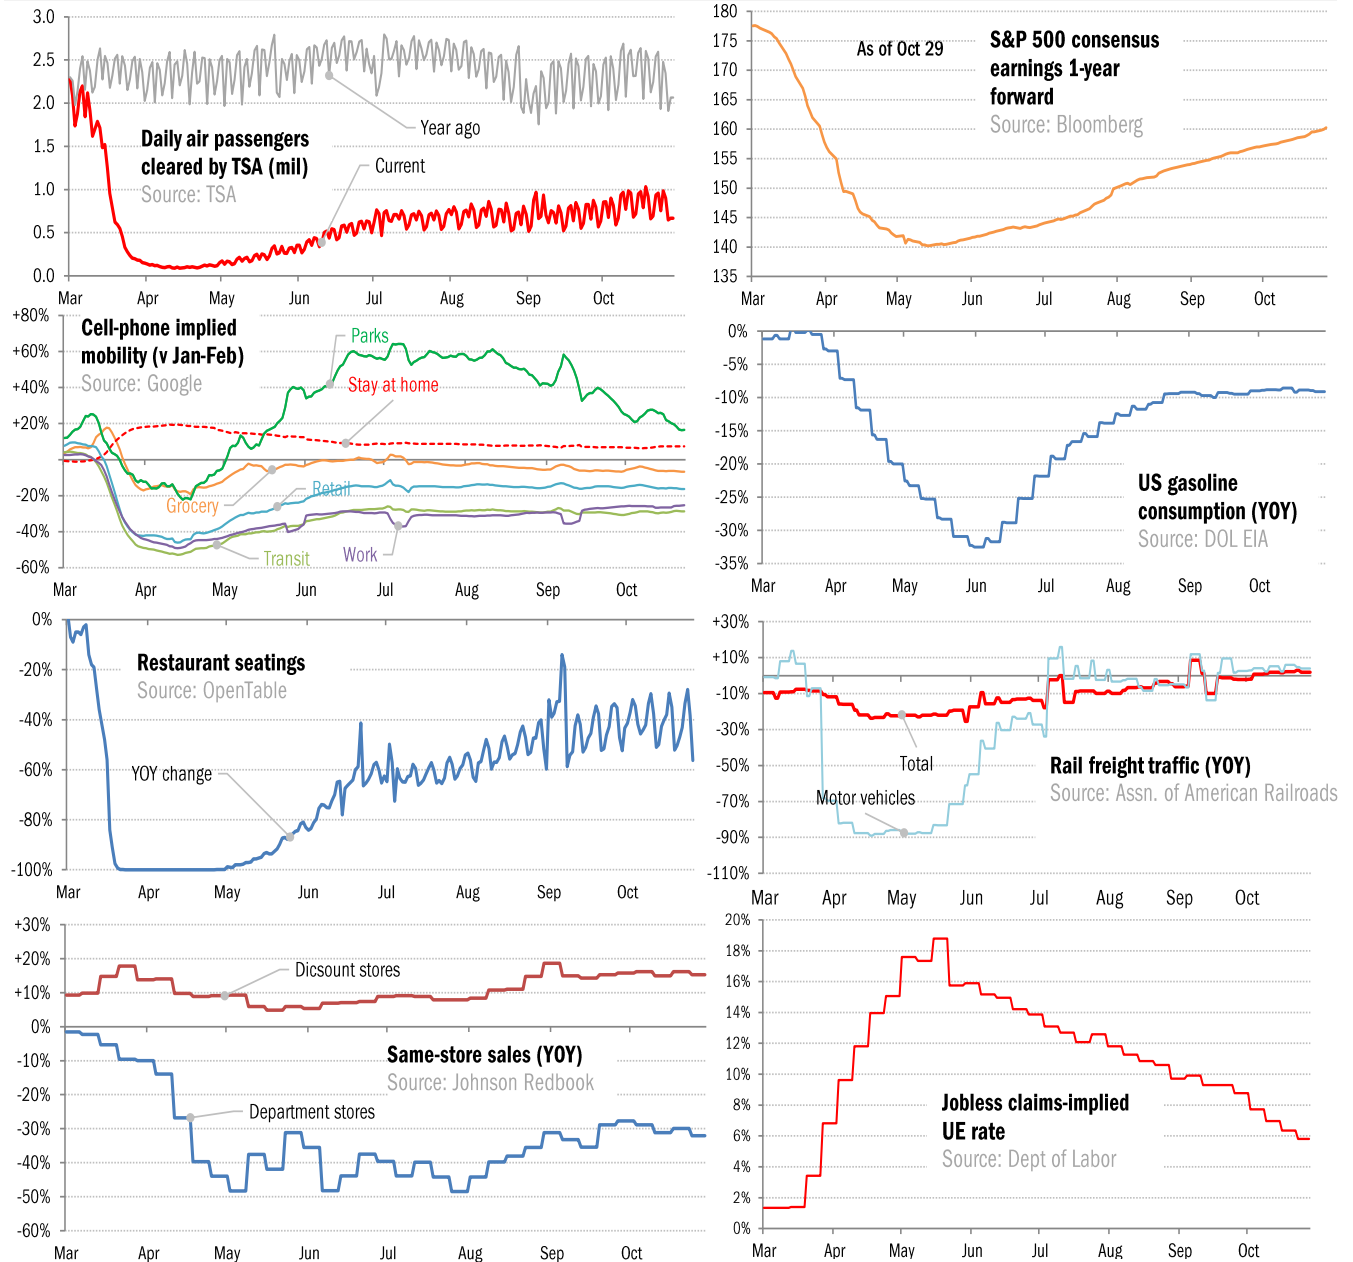 3.0
2.5
2.0
1.5
1.0
0.5
0.0
Daily air passengers
cleared by TSA (mil)
Source: TSA
Year ago
Current
Mar Apr May Jun Jul Aug Sep Oct
180
175
170
165
160
155
150
145
140
135
As of Oct 29
S&P 500 consensus
earnings 1-year
forward
Source: Bloomberg
Mar Apr May Jun Jul Aug Sep Oct
+80%
+60%
+40%
+20%
-20%
-40%
-60%
Cell-phone implied
mobility (v Jan-Feb)
Source: Google
Parks
Stay at home
Grocery
Retail
Transit
Work
Mar Apr May Jun Jul Aug Sep Oct
0%
-5%
-10%
-15%
-20%
-25%
-30%
-35%
US gasoline
consumption (YOY)
Source: DOL EIA
Mar Apr May Jun Jul Aug Sep Oct
0%
-20%
-40%
-60%
-80%
-100%
Restaurant seatings
Source: OpenTable
YOY change
Mar Apr May Jun Jul Aug Sep Oct
+30%
+10%
-10%
-30%
-50%
-70%
-90%
-110%
Total
Motor vehicles
Rail freight traffic (YOY)
Source: Assn. of American Railroads
Mar Apr May Jun Jul Aug Sep Oct
+30%
+20%
+10%
0%
-10%
-20%
-30%
-40%
-50%
-60%
Dicsount stores
Same-store sales (YOY)
Source: Johnson Redbook
Department stores
Mar Apr May Jun Jul Aug Sep Oct
20%
18%
16%
14%
12%
10%
8%
6%
4%
2%
0%
Jobless claims-implied
UE rate
Source: Dept of Labor
Mar Apr May Jun Jul Aug Sep Oct